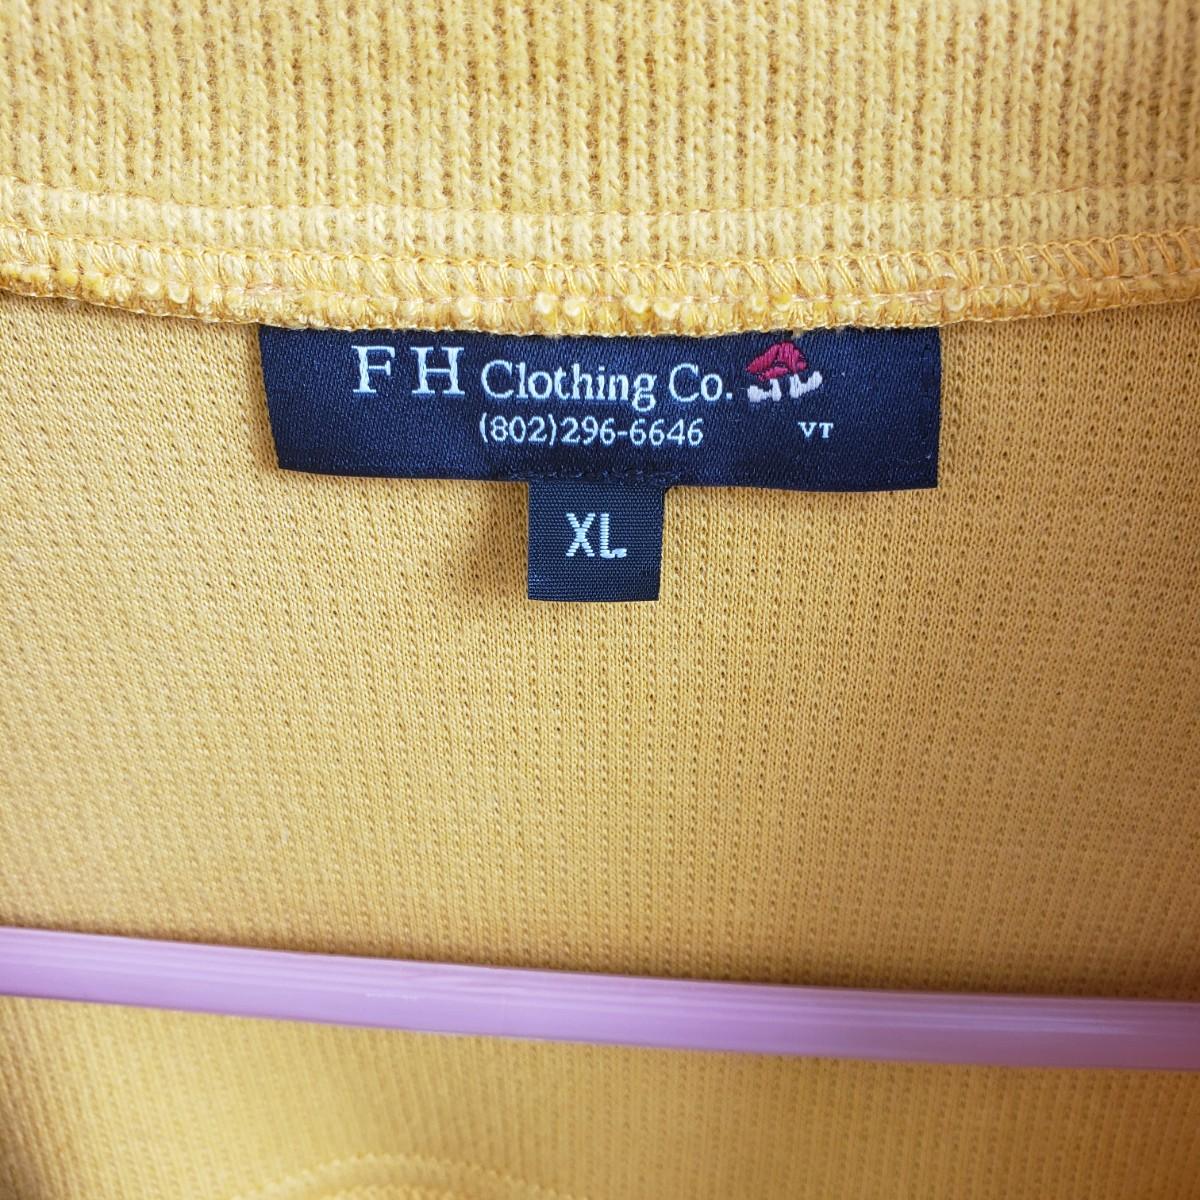 FH Clothing Co.
(802)296-6646 VT
XL